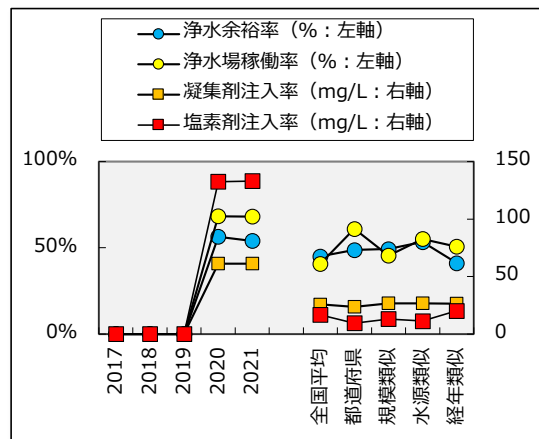 浄水余裕率（%：左軸）
浄水場稼働率（%：左軸）
凝集剤注入率（mg/L：右軸）
塩素剤注入率（mg/L：右軸）
100%
150
100
50%
50
0%
0
2017
2018
2019
2020
2021
全国平均
都道府県
規模類似
水源類似
経年類似